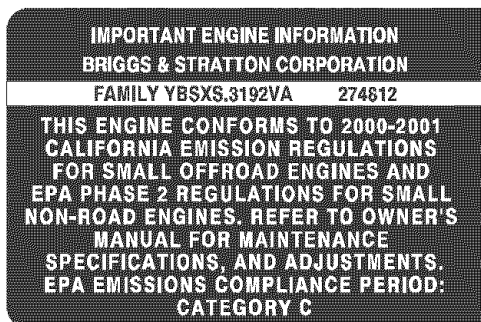 IMPORTANT ENGINE INFORMATION
BRIGGS & STRATTON CORPORATION
FAMILY YBSXS.3192VA 274812
THIS ENGINE CONFORMS TO 2000-2001
CALIFORNIA EMISSION REGULATIONS
FOR SMALL OFFROAD ENGINES AND
EPA PHASE 2 REGULATIONS FOR SMALL
NON-ROAD ENGINES. REFER TO OWNER'S
MANUAL FOR MAINTENANCE
SPECIFICATIONS, AND ADJUSTMENTS.
EPA EMISSIONS COMPLIANCE PERIOD:
CATEGORY C